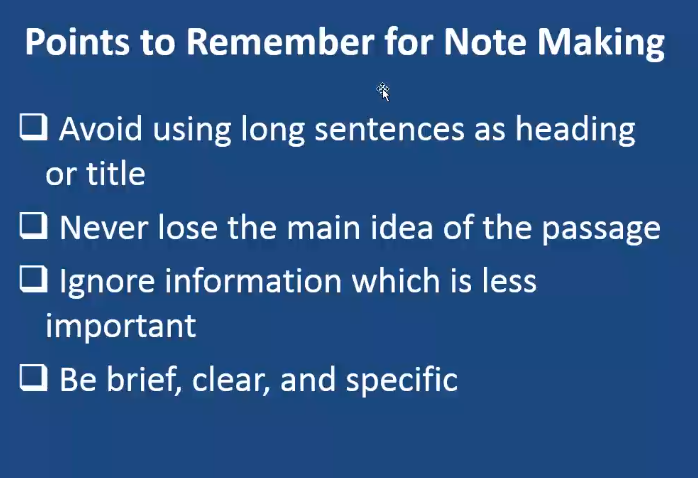 Points to Remember for Note Making
❑ Avoid using long sentences as heading
or title
❑ Never lose the main idea of the passage
❑ Ignore information which is less
important
❑ Be brief, clear, and specific